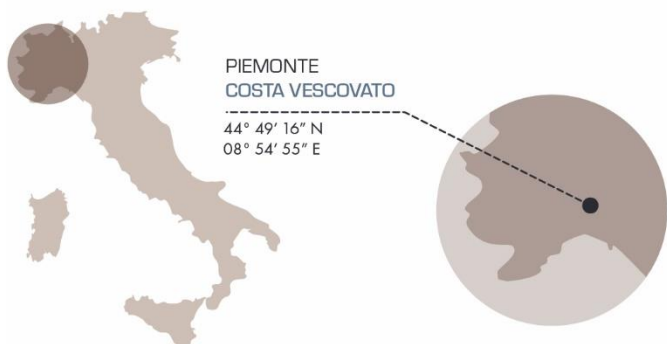 PIEMONTE
COSTA VESCOVATO
44° 49' 16" N
08° 54' 55" E